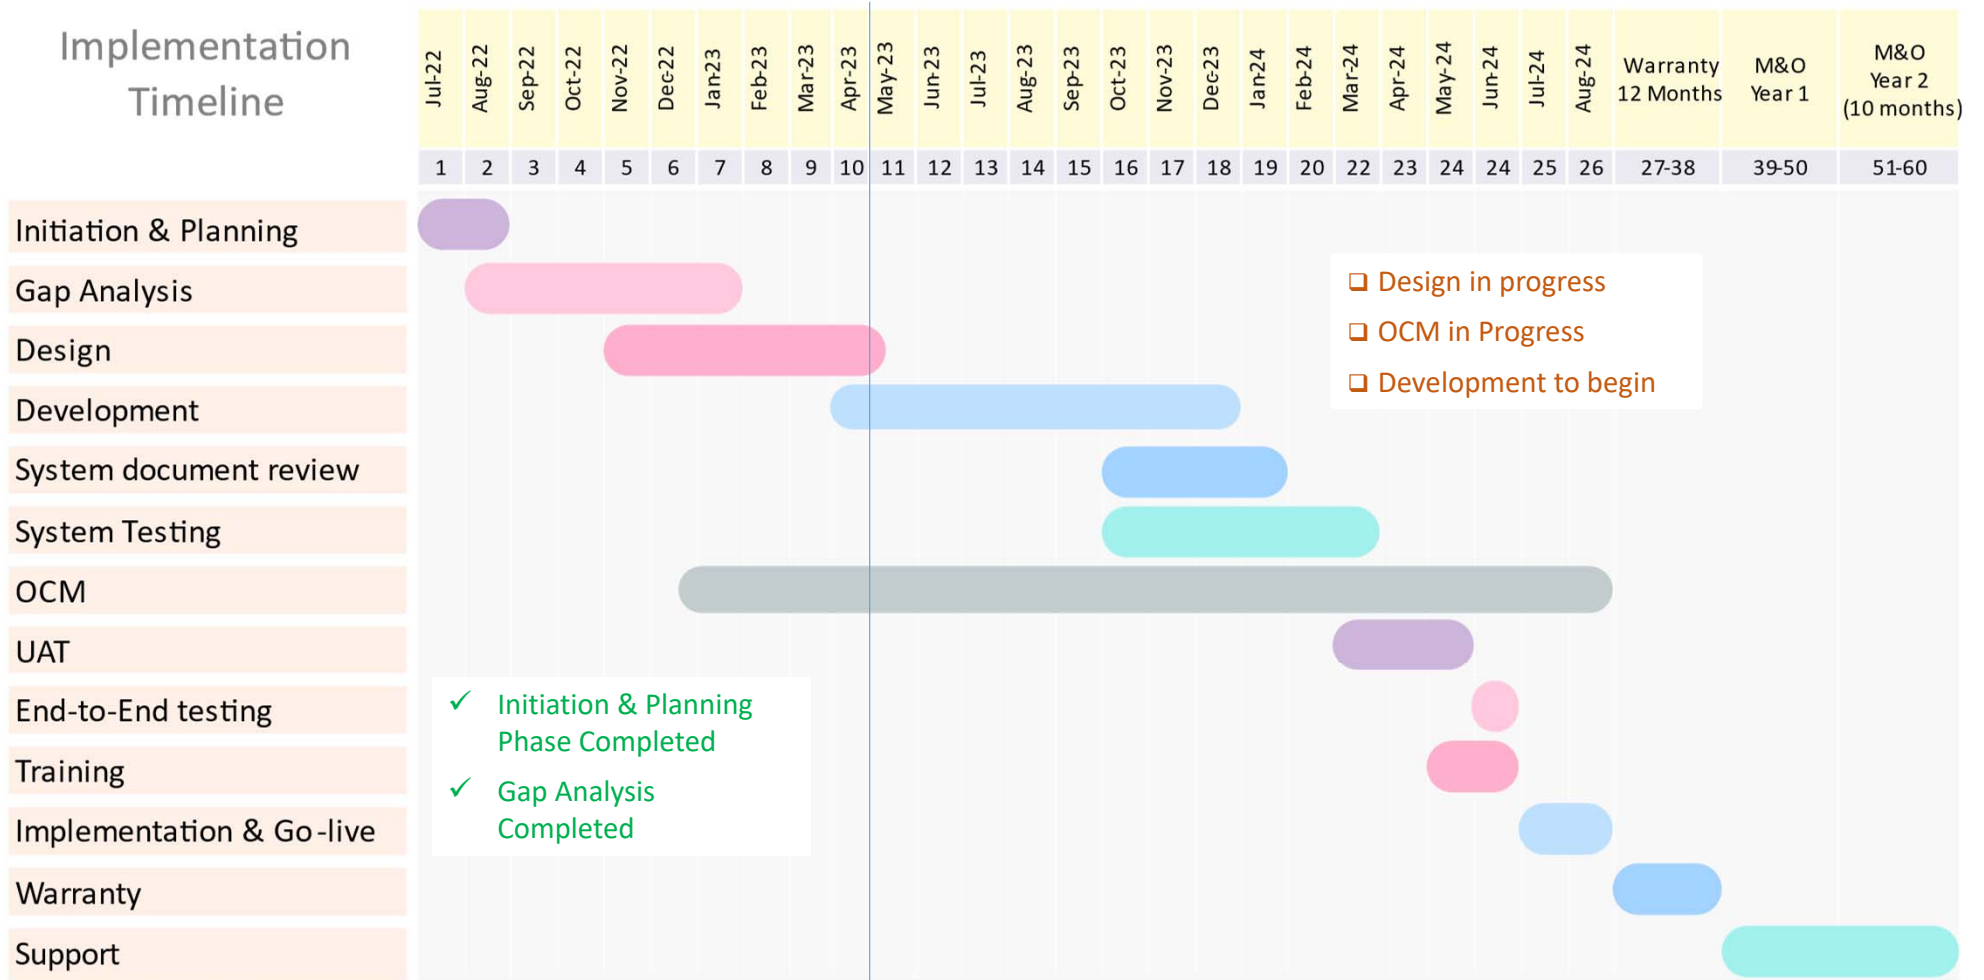 Implementation
Timeline
Jul-22
Aug-22
Sep-22
Oct-22
Nov-22
Dec-22
Jan-23
Feb-23
Mar-23
Apr-23
May-23
Jun-23
Jul-23
Aug-23
Sep-23
Oct-23
Nov-23
Dec-23
Jan-24
Feb-24
Mar-24
Apr-24
May-24
Jun-24
Jul-24
Aug-24
Warranty
12 Months
M&O
Year 1
M&O
Year 2
(10 months)
1 2 3 4 5 6 7 8 9 10 11 12 13 14 15 16 17 18 19 20 22 23 24 24 25 26 27-38 39-50 51-60
Initiation & Planning
Gap Analysis
Design
Development
System document review
System Testing
OCM
UAT
End-to-End testing
Training
Implementation & Go-live
Warranty
Support
❑ Design in progress
❑ OCM in Progress
❑ Development to begin
✓ Initiation & Planning
Phase Completed
✓ Gap Analysis
Completed